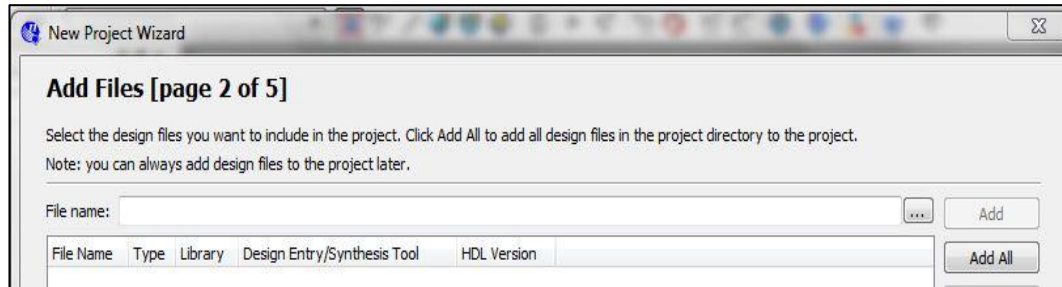 New Project Wizard
Add Files [page 2 of 5]
Select the design files you want to include in the project. Click Add All to add all design files in the project directory to the project.
Note: you can always add design files to the project later.
File name: ... Add
File Name Type Library Design Entry/Synthesis Tool HDL Version Add All